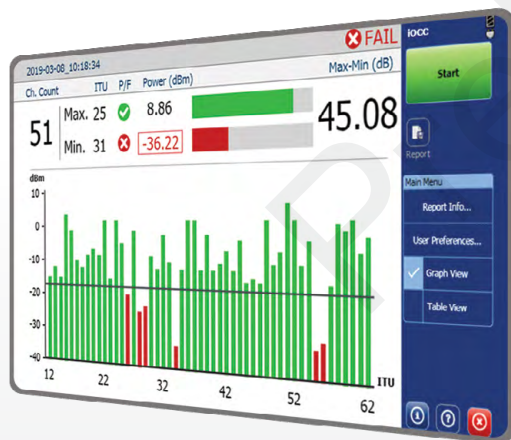 FAIL
iOCC
2019-03-08_10:18:34
Ch. Count ITU P/F Power (dBm) Max-Min (dB)
51 Max. 25 8.86 45.08
Min. 31 -36.22
dBm
10
0
-10
-20
-30
-40
12 22 32 42 52 62 ITU
Start
Report
Main Menu
Report Info...
User Preferences...
Graph View
Table View